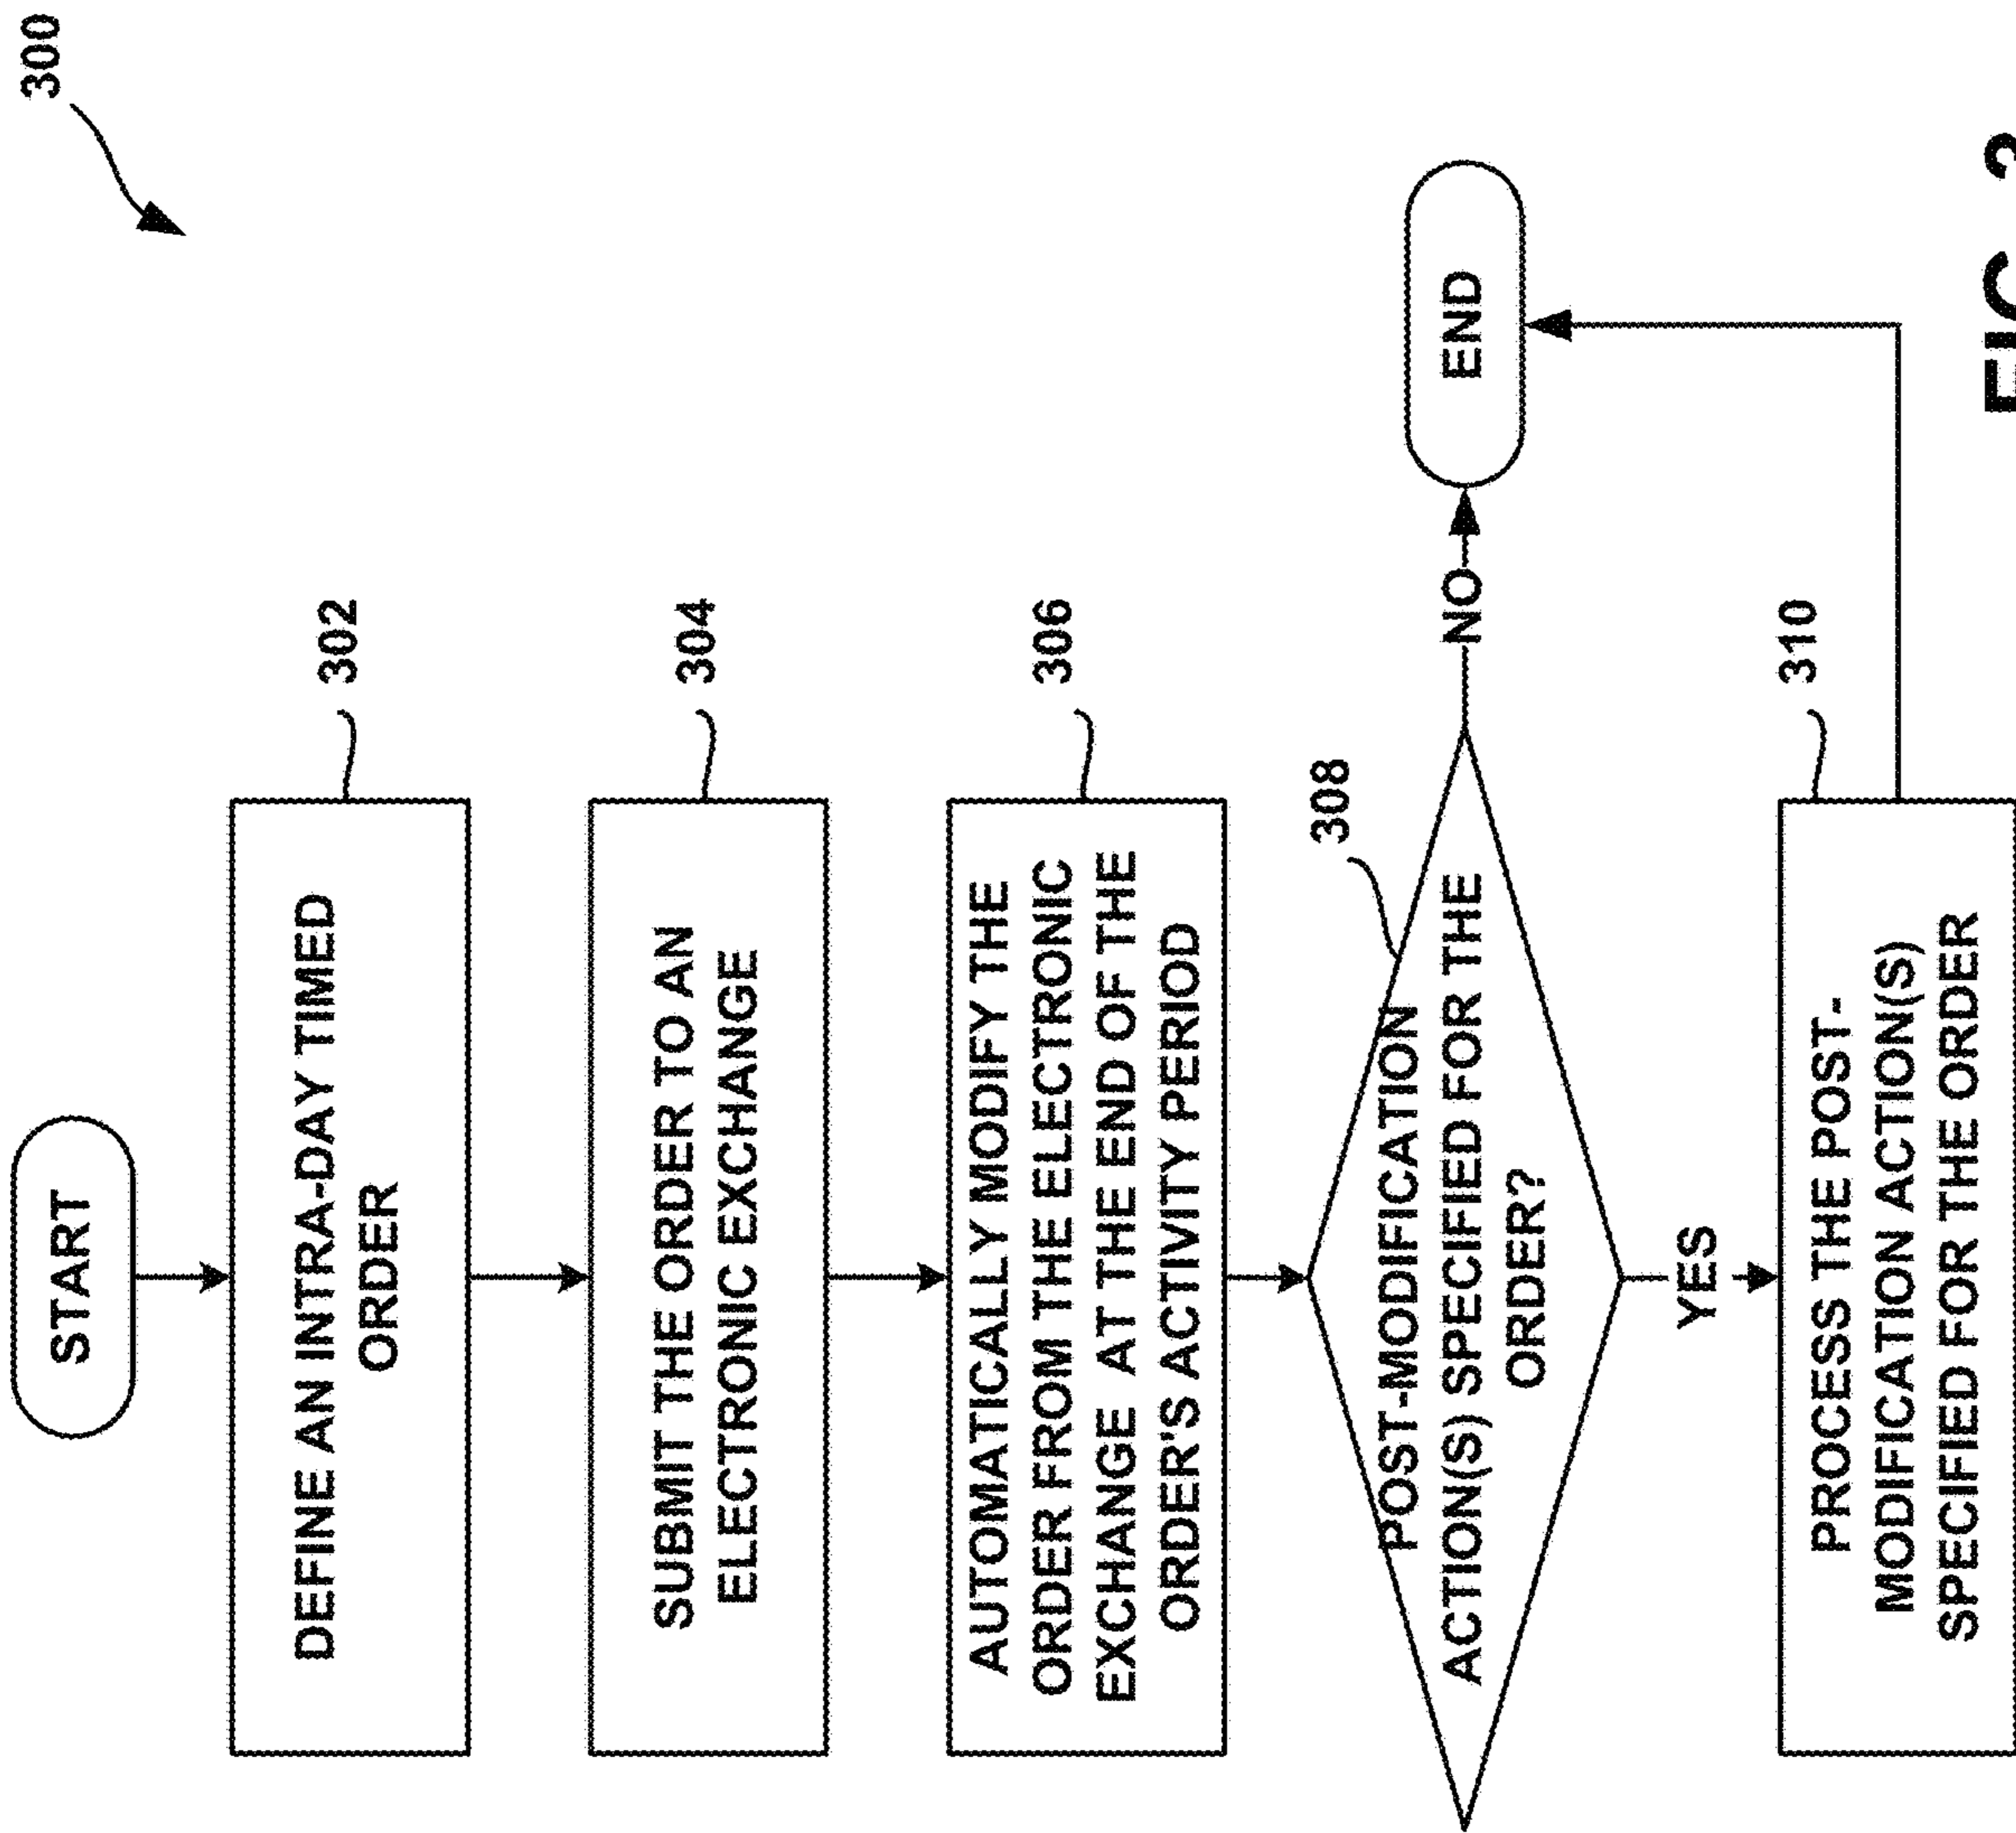 300
START
DEFINE AN INTRA-DAY TIMED
ORDER
302
SUBMIT THE ORDER TO AN
ELECTRONIC EXCHANGE
304
AUTOMATICALLY MODIFY THE
ORDER FROM THE ELECTRONIC
EXCHANGE AT THE END OF THE
ORDER'S ACTIVITY PERIOD
306
308
POST-MODIFICATION
ACTION(S) SPECIFIED FOR THE
ORDER?
NO
END
YES
310
PROCESS THE POST-
MODIFICATION ACTION(S)
SPECIFIED FOR THE ORDER
FIG.